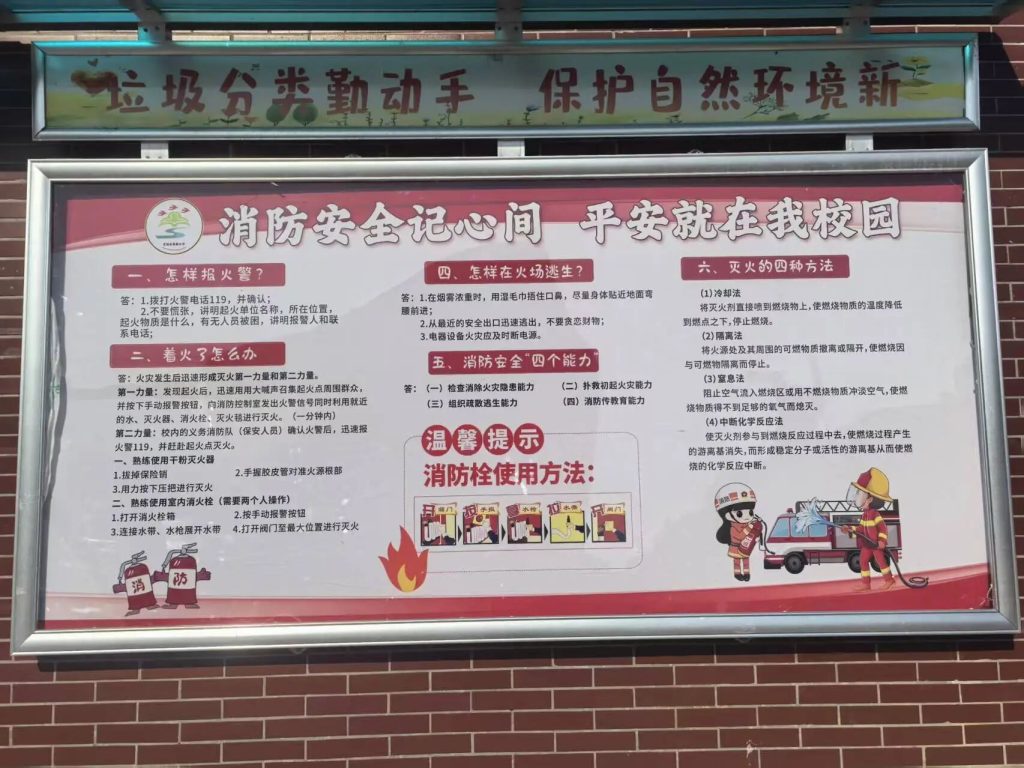 垃圾分类勤动手 保护自然环境新
消防安全记心间 平安就在我校园
一、怎样报火警？
答：1.拨打火警电话119，并确认；
2.不要慌张，讲明起火单位名称，所在位置，
起火物质是什么，有无人员被困，讲明报警人和联
系电话；
二、着火了怎么办
答：火灾发生后迅速形成灭火第一力量和第二力量。
第一力量：发现起火后，迅速用用大喊声召集起火点周围群众，
并按下手动报警按钮，向消防控制室发出火警信号同时利用就近
的水、灭火器、消火栓、灭火毯进行灭火。（一分钟内）
第二力量：校内的义务消防队（保安人员）确认火警后，迅速报
火警119，并赶赴起火点灭火。
一、熟练使用干粉灭火器
1.拔掉保险销 2.手握胶皮管对准火源根部
3.用力按下压把进行灭火
二、熟练使用室内消火栓（需要两个人操作）
1.打开消火栓箱 2.按手动报警按钮
3.连接水带、水枪展开水带 4.打开阀门至最大位置进行灭火
消 防
四、怎样在火场逃生？
答：1.在烟雾浓重时，用湿毛巾捂住口鼻，尽量身体贴近地面弯
腰前进；
2.从最近的安全出口迅速逃出，不要贪恋财物；
3.电器设备火灾应及时断电源。
五、消防安全“四个能力”
答：（一）检查消除火灾隐患能力 （二）扑救初起火灾能力
（三）组织疏散逃生能力 （四）消防传教育能力
温馨提示
消防栓使用方法：
六、灭火的四种方法
（1）冷却法
将灭火剂直接喷到燃烧物上，使燃烧物质的温度降低
到燃点之下，停止燃烧。
（2）隔离法
将火源处及其周围的可燃物质撤离或隔开，使燃烧因
与可燃物隔离而停止。
（3）窒息法
阻止空气流入燃烧区或用不燃烧物质冲淡空气，使燃
烧物质得不到足够的氧气而熄灭。
（4）中断化学反应法
使灭火剂参与到燃烧反应过程中去，使燃烧过程产生
的游离基消失，而形成稳定分子或活性的游离基从而使燃
烧的化学反应中断。